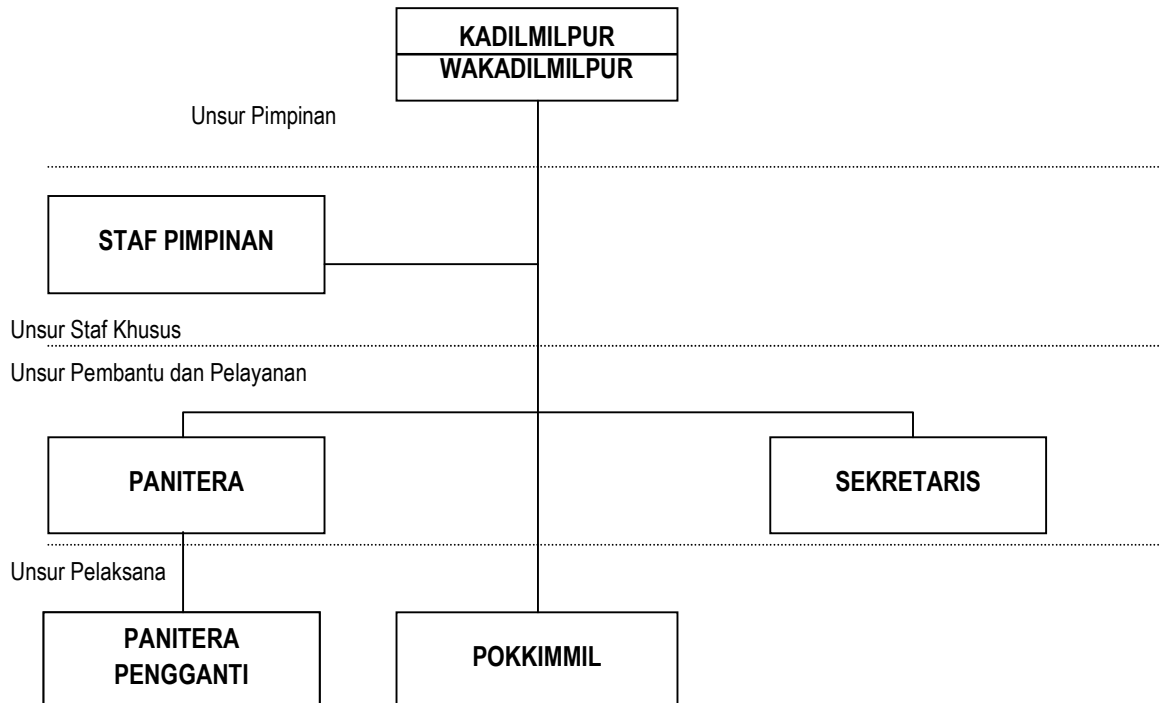 KADILMILPUR
WAKADILMILPUR
Unsur Pimpinan
STAF PIMPINAN
Unsur Staf Khusus
Unsur Pembantu dan Pelayanan
PANITERA
SEKRETARIS
Unsur Pelaksana
PANITERA
PENGGANTI
POKKIMMIL